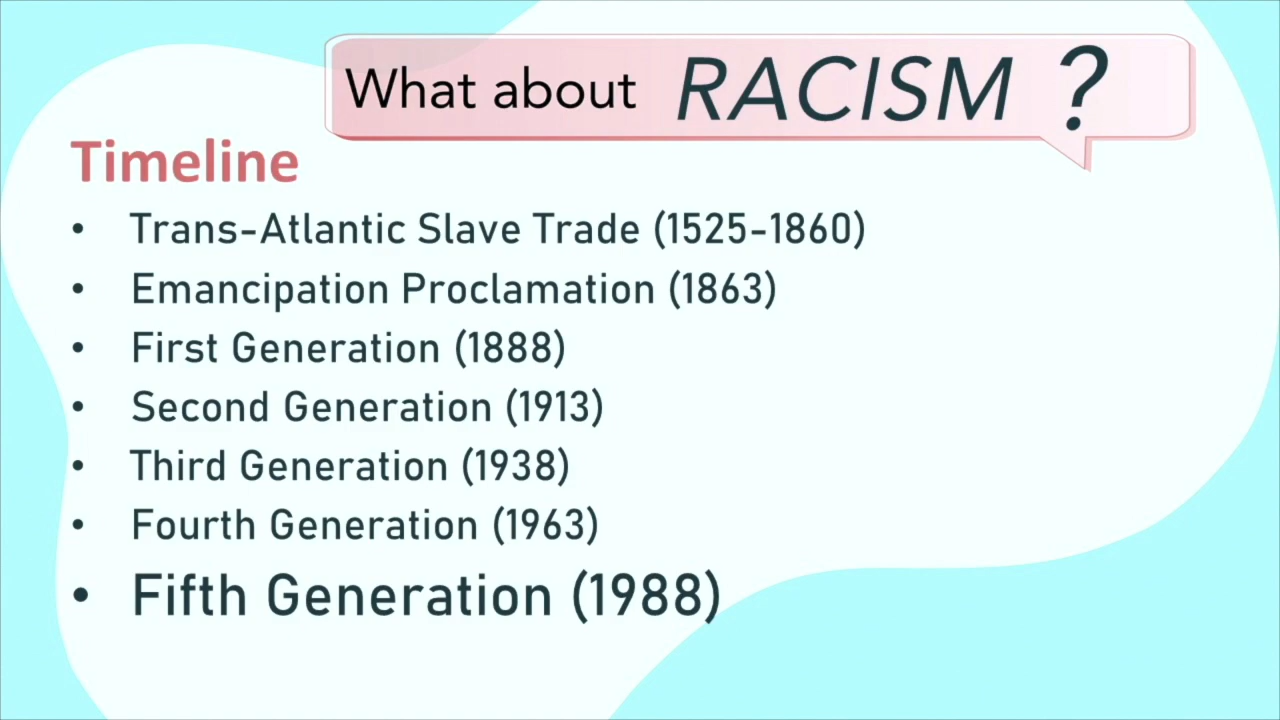 What about RACISM ?
Timeline
• Trans-Atlantic Slave Trade (1525-1860)
• Emancipation Proclamation (1863)
• First Generation (1888)
• Second Generation (1913)
• Third Generation (1938)
• Fourth Generation (1963)
• Fifth Generation (1988)